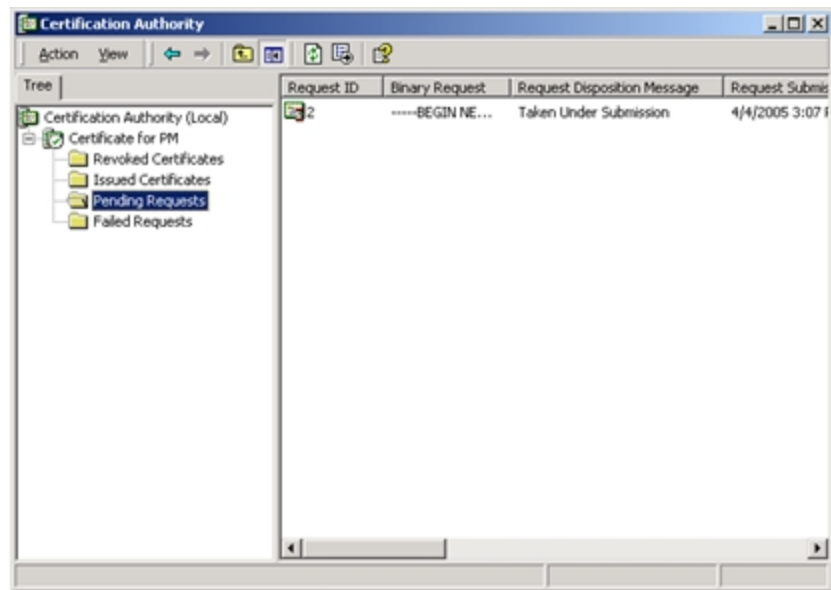 Certification Authority
Action View
Tree
Certification Authority (Local)
Certificate for PM
Revoked Certificates
Issued Certificates
Pending Requests
Failed Requests
Request ID Binary Request Request Disposition Message Request Submis
2 -----BEGIN NE... Taken Under Submission 4/4/2005 3:07